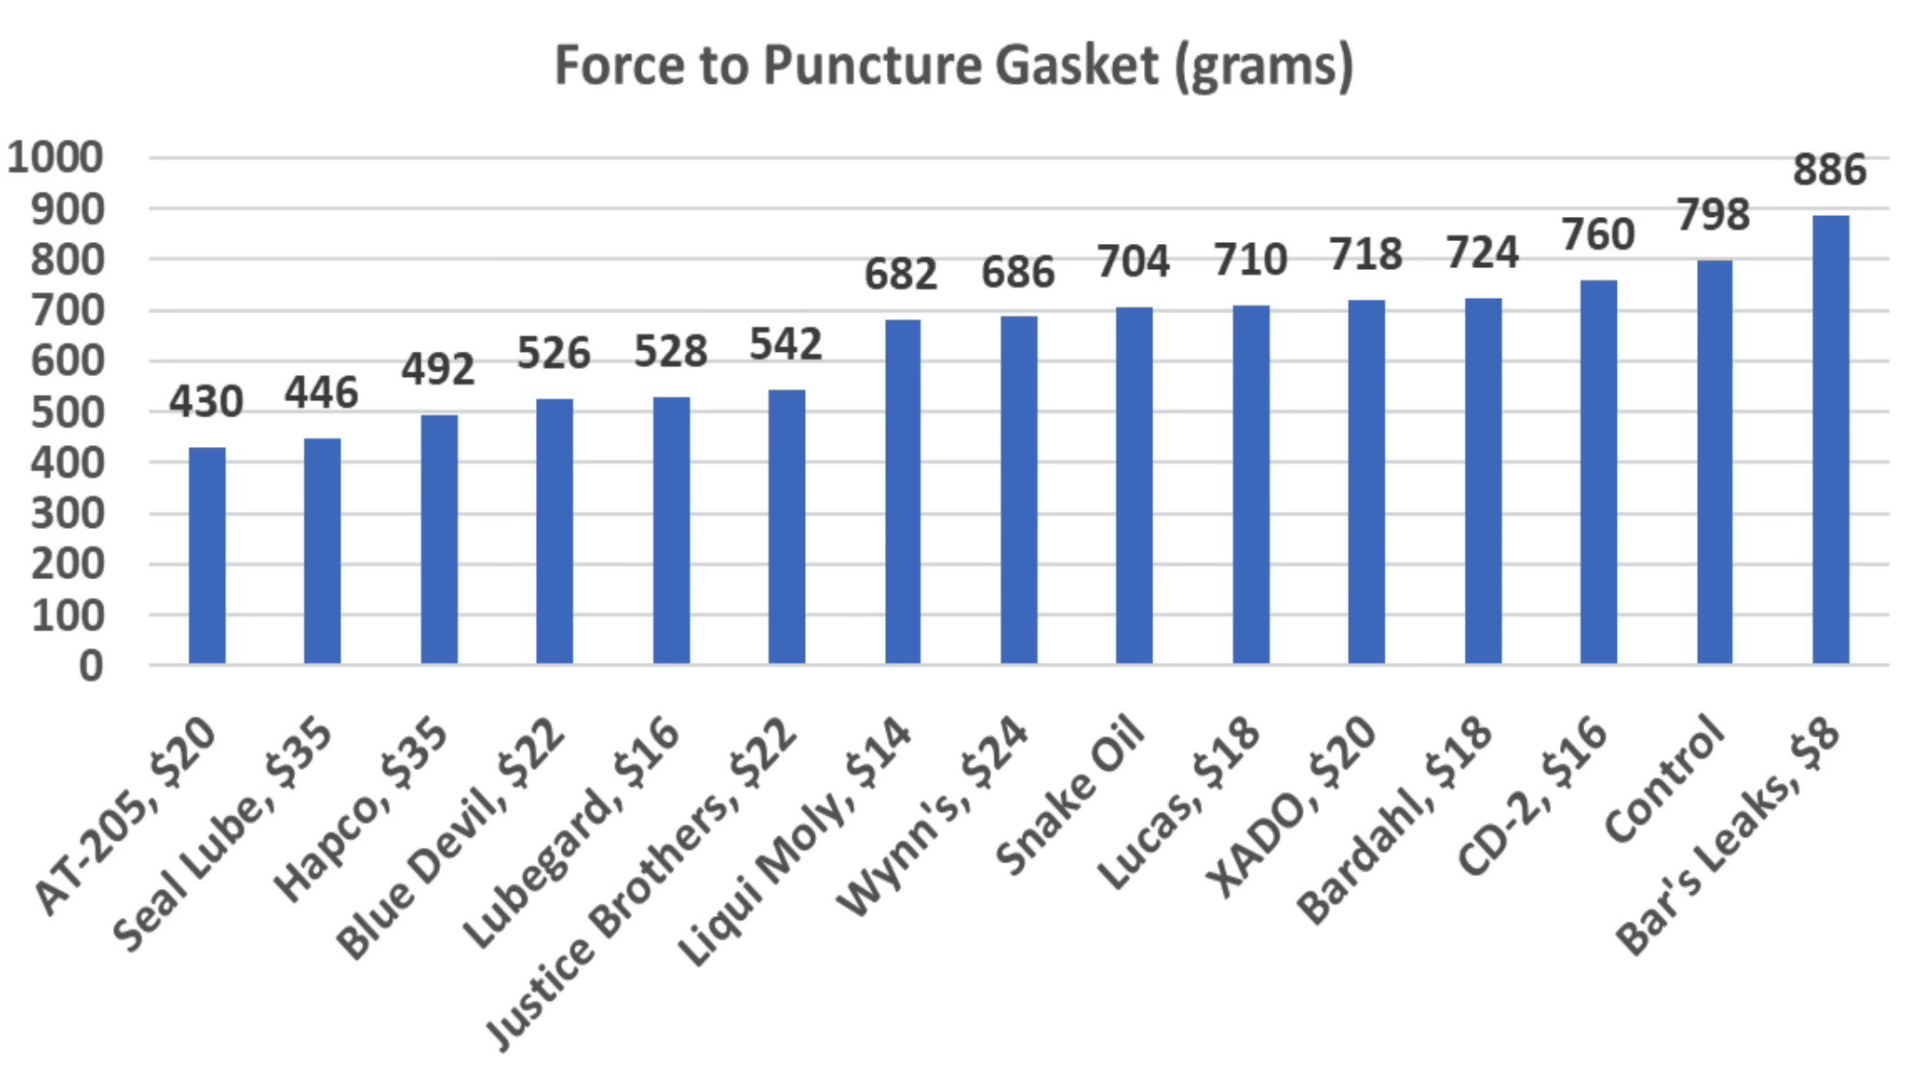 Force to Puncture Gasket (grams)
1000
900
800
700
600
500
400
300
200
100
0
430
446
492
526
528
542
682
686
704
710
718
724
760
798
886
AT-205, $20
Seal Lube, $35
Hapco, $35
Blue Devil, $22
Lubegard, $16
Justice Brothers, $22
Liqui Moly, $14
Wynn's, $24
Snake Oil
Lucas, $18
XADO, $20
Bardahl, $18
CD-2, $16
Control
Bar's Leaks, $8